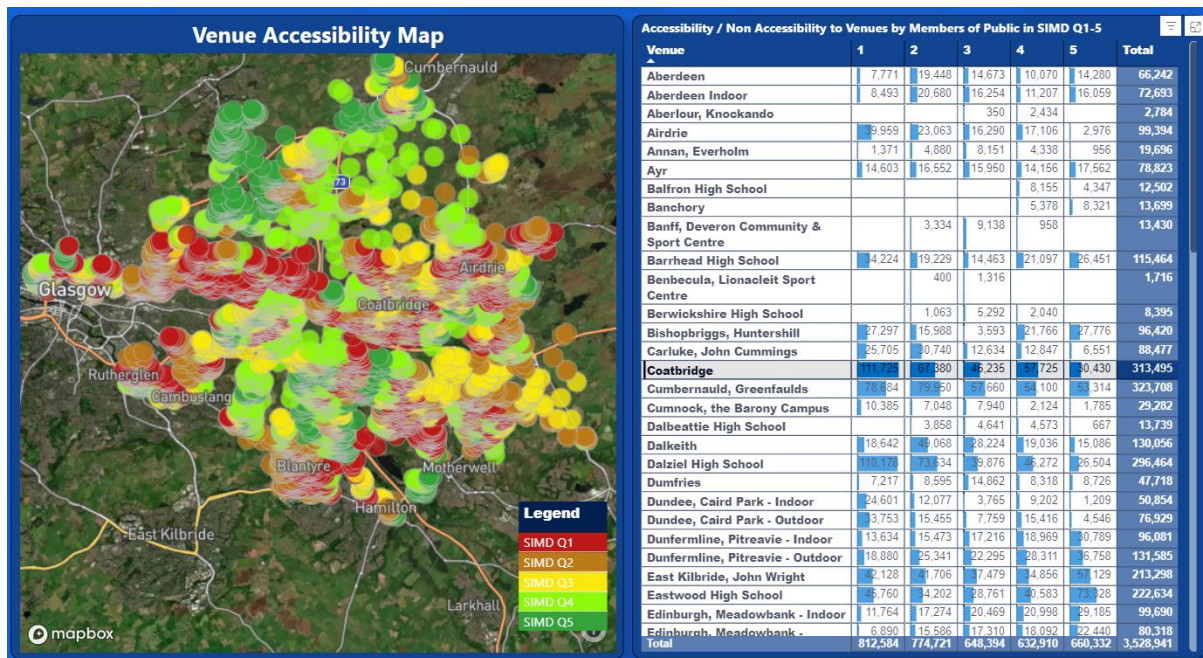 Venue Accessibility Map
Cumbernauld
73
Airdrie
Glasgow
Coatbridge
Rutherglen
Cambuslang
Blantyre
Motherwell
Hamilton
East Kilbride
Larkhall
Legend
SIMD Q1
SIMD Q2
SIMD Q3
SIMD Q4
SIMD Q5
mapbox
Accessibility / Non Accessibility to Venues by Members of Public in SIMD Q1-5
Venue 1 2 3 4 5 Total
Aberdeen 7,771 19,448 14,673 10,070 14,280 66,242
Aberdeen Indoor 8,493 20,680 16,254 11,207 16,059 72,693
Aberlour, Knockando 350 2,434 2,784
Airdrie 39,959 23,063 16,290 17,106 2,976 99,394
Annan, Everholm 1,371 4,880 8,151 4,338 956 19,696
Ayr 14,603 16,552 15,950 14,156 17,562 78,823
Balfron High School 8,155 4,347 12,502
Banchory 5,378 8,321 13,699
Banff, Deveron Community &
Sport Centre 3,334 9,138 958 13,430
Barrhead High School 34,224 19,229 14,463 21,097 26,451 115,464
Benbecula, Lionacleit Sport
Centre 400 1,316 1,716
Berwickshire High School 1,063 5,292 2,040 8,395
Bishopbriggs, Huntershill 27,297 15,988 3,593 21,766 27,776 96,420
Carluke, John Cummings 25,705 30,740 12,634 12,847 6,551 88,477
Coatbridge 111,725 67,380 46,235 57,725 30,430 313,495
Cumbernauld, Greenfaulds 78,684 79,950 57,660 54,100 53,314 323,708
Cumnock, the Barony Campus 10,385 7,048 7,940 2,124 1,785 29,282
Dalbeattie High School 3,858 4,641 4,573 667 13,739
Dalkeith 18,642 49,068 28,224 19,036 15,086 130,056
Dalziel High School 110,178 73,634 39,876 46,272 26,504 296,464
Dumfries 7,217 8,595 14,862 8,318 8,726 47,718
Dundee, Caird Park - Indoor 24,601 12,077 3,765 9,202 1,209 50,854
Dundee, Caird Park - Outdoor 33,753 15,455 7,759 15,416 4,546 76,929
Dunfermline, Pitreavie - Indoor 13,634 15,473 17,216 18,969 30,789 96,081
Dunfermline, Pitreavie - Outdoor 18,880 25,341 22,295 28,311 36,758 131,585
East Kilbride, John Wright 42,128 41,706 37,479 34,856 57,129 213,298
Eastwood High School 45,760 34,202 28,761 40,583 73,328 222,634
Edinburgh, Meadowbank - Indoor 11,764 17,274 20,469 20,998 29,185 99,690
Edinburgh, Meadowbank - 6,890 15,586 17,310 18,092 22,440 80,318
Total 812,584 774,721 648,394 632,910 660,332 3,528,941